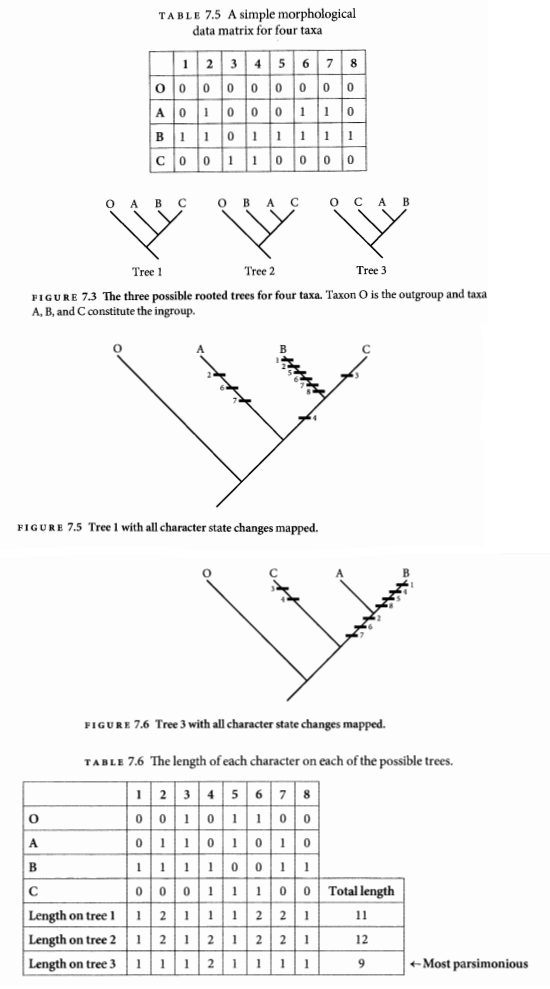 TABLE 7.5 A simple morphological
data matrix for four taxa
1 2 3 4 5 6 7 8
O 0 0 0 0 0 0 0 0
A 0 1 0 0 0 1 1 0
B 1 1 0 1 1 1 1 1
C 0 0 1 1 0 0 0 0
O A B C O B A C O C A B
Tree 1 Tree 2 Tree 3
FIGURE 7.3 The three possible rooted trees for four taxa. Taxon O is the outgroup and taxa
A, B, and C constitute the ingroup.
O A B C
1
2 2 3
5
6 6
7
7 8
4
FIGURE 7.5 Tree 1 with all character state changes mapped.
O C A B
3 1
4 4
5
8
2
6
7
FIGURE 7.6 Tree 3 with all character state changes mapped.
TABLE 7.6 The length of each character on each of the possible trees.
1 2 3 4 5 6 7 8
O 0 0 1 0 1 1 0 0
A 0 1 1 0 1 0 1 0
B 1 1 1 1 0 0 1 1
C 0 0 0 1 1 1 0 0 Total length
Length on tree 1 1 2 1 1 1 2 2 1 11
Length on tree 2 1 2 1 2 1 2 2 1 12
Length on tree 3 1 1 1 2 1 1 1 1 9 ←Most parsimonious